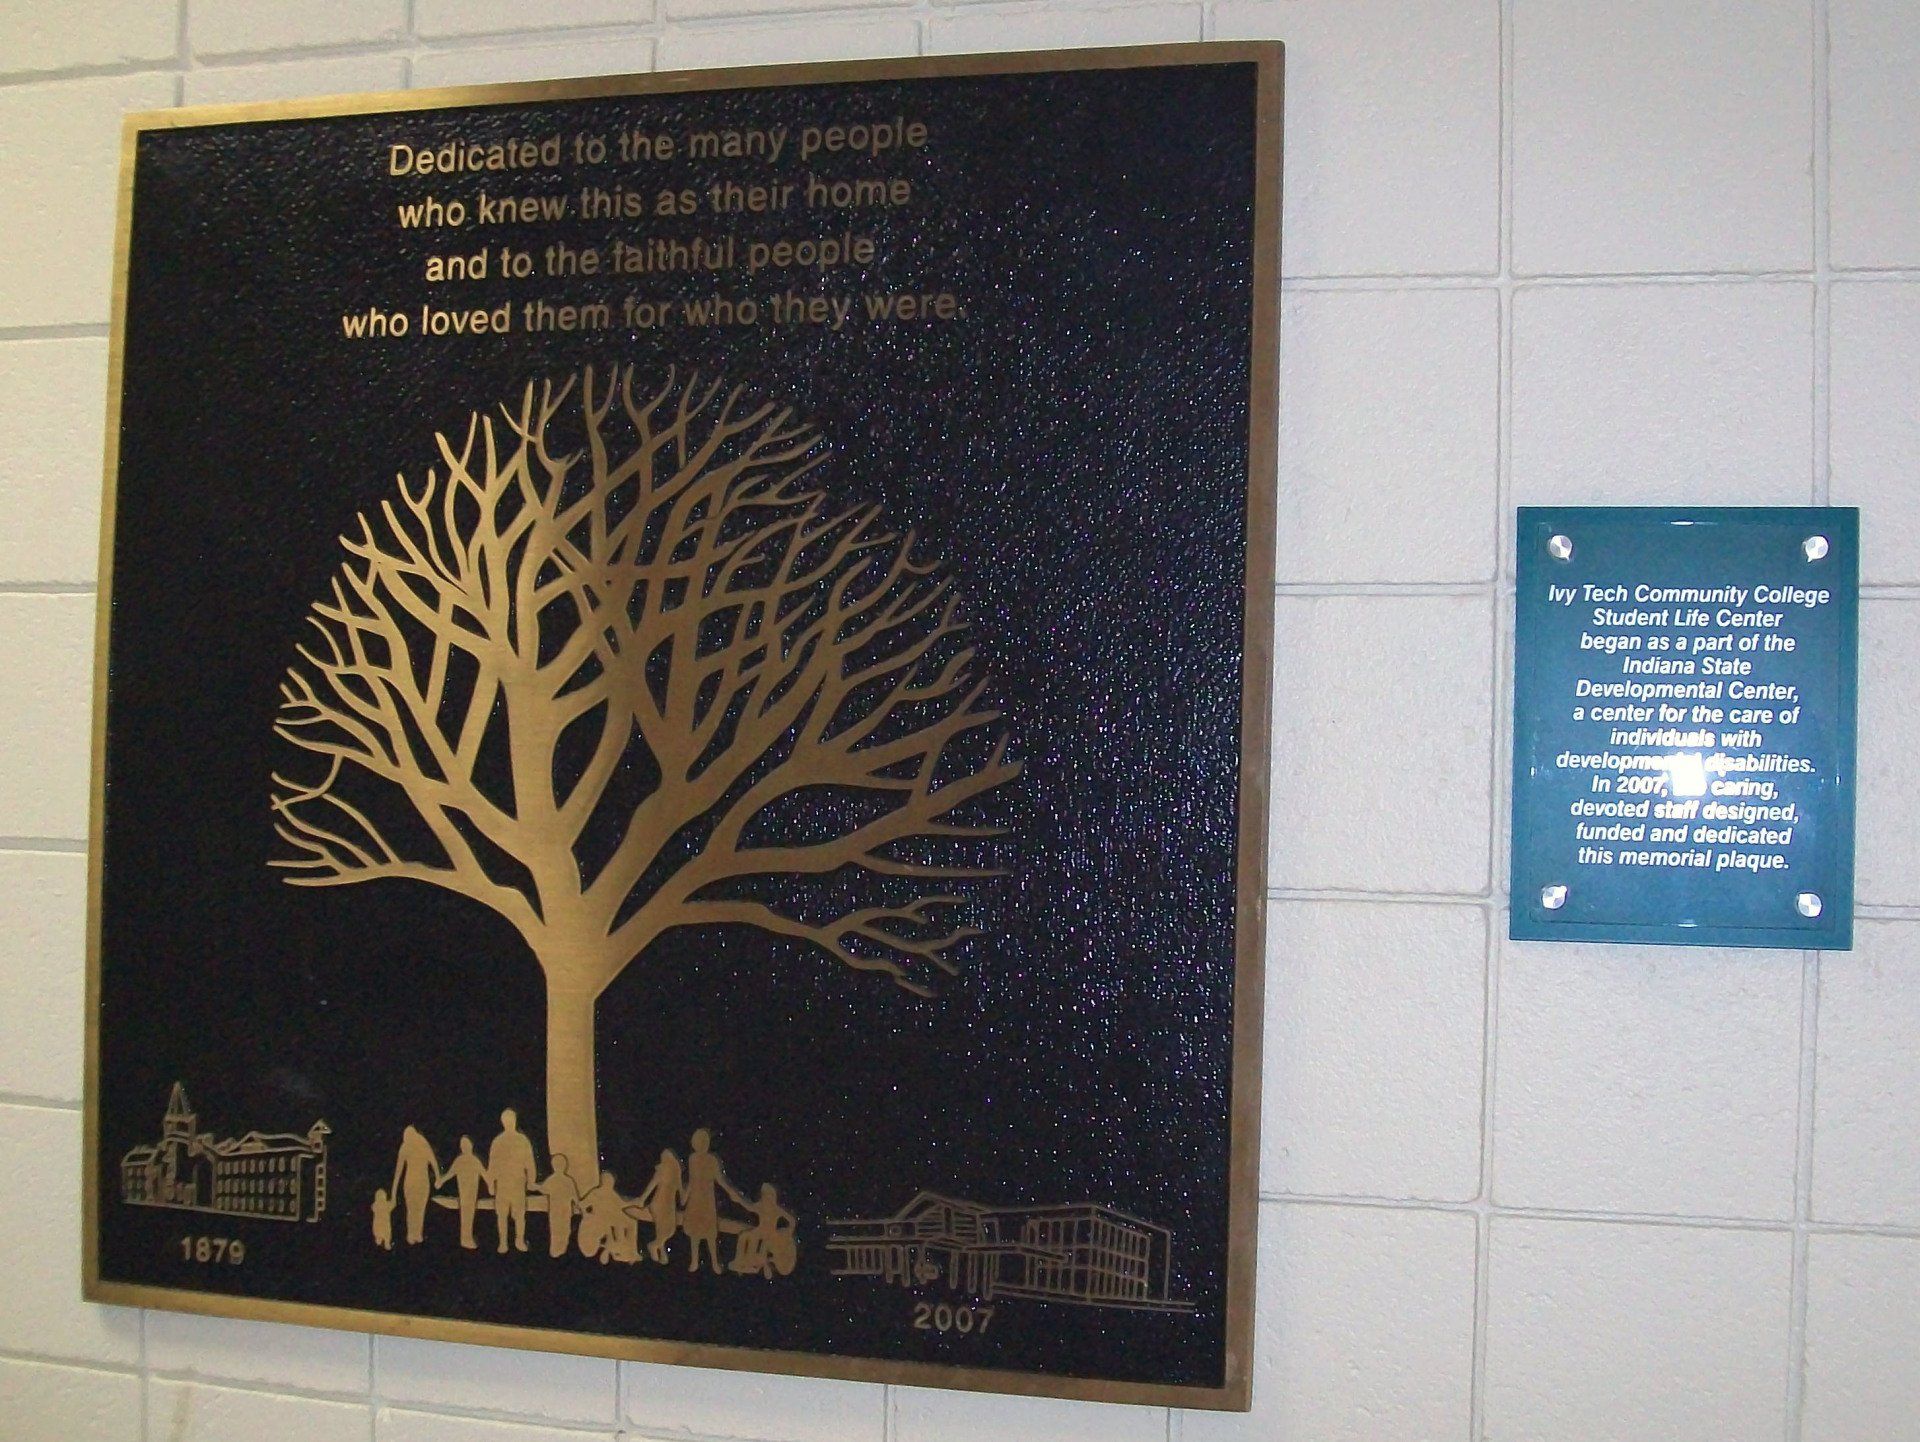 Dedicated to the many people
who knew this as their home
and to the faithful people
who loved them for who they were.
1879
2007
Ivy Tech Community College
Student Life Center
began as a part of the
Indiana State
Developmental Center,
a center for the care of
individuals with
developmental disabilities.
In 2007, caring,
devoted staff designed,
funded and dedicated
this memorial plaque.